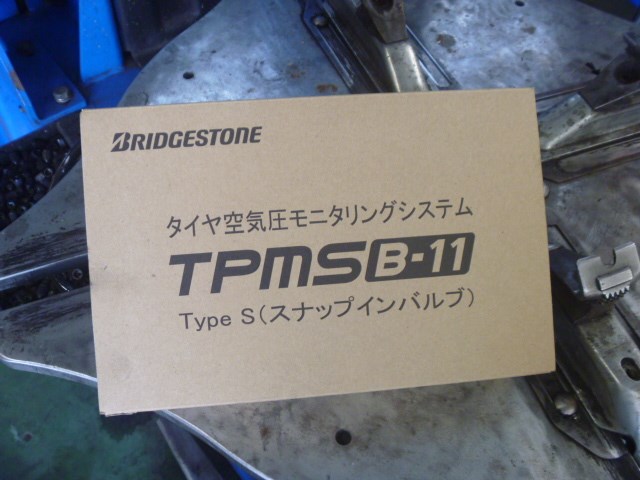 BRIDGESTONE
タイヤ空気圧モニタリングシステム
TPMS B-11
Type S(スナップインバルブ)